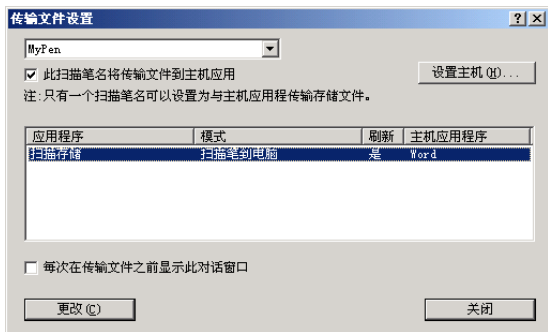 传输文件设置
MyPen
此扫描笔名将传输文件到主机应用
设置主机(H)...
注:只有一个扫描笔名可以设置为与主机应用程传输存储文件。
应用程序 模式 刷新 主机应用程序
扫描存储 扫描笔到电脑 是 Word
每次在传输文件之前显示此对话窗口
更改(C) 关闭